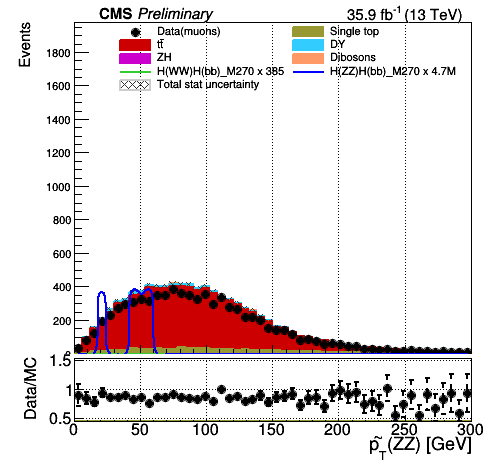 CMS Preliminary 35.9 fb⁻¹ (13 TeV)
Data(muons) Single top
tt̅ DY
ZH Dibosons
H(WW)H(bb)_M270 x 385 H(ZZ)H(bb)_M270 x 4.7M
Total stat uncertainty
Events
1800
1600
1400
1200
1000
800
600
400
200
0
Data/MC
1.5
1
0.5
0 50 100 150 200 250 300
p̃_T(ZZ) [GeV]